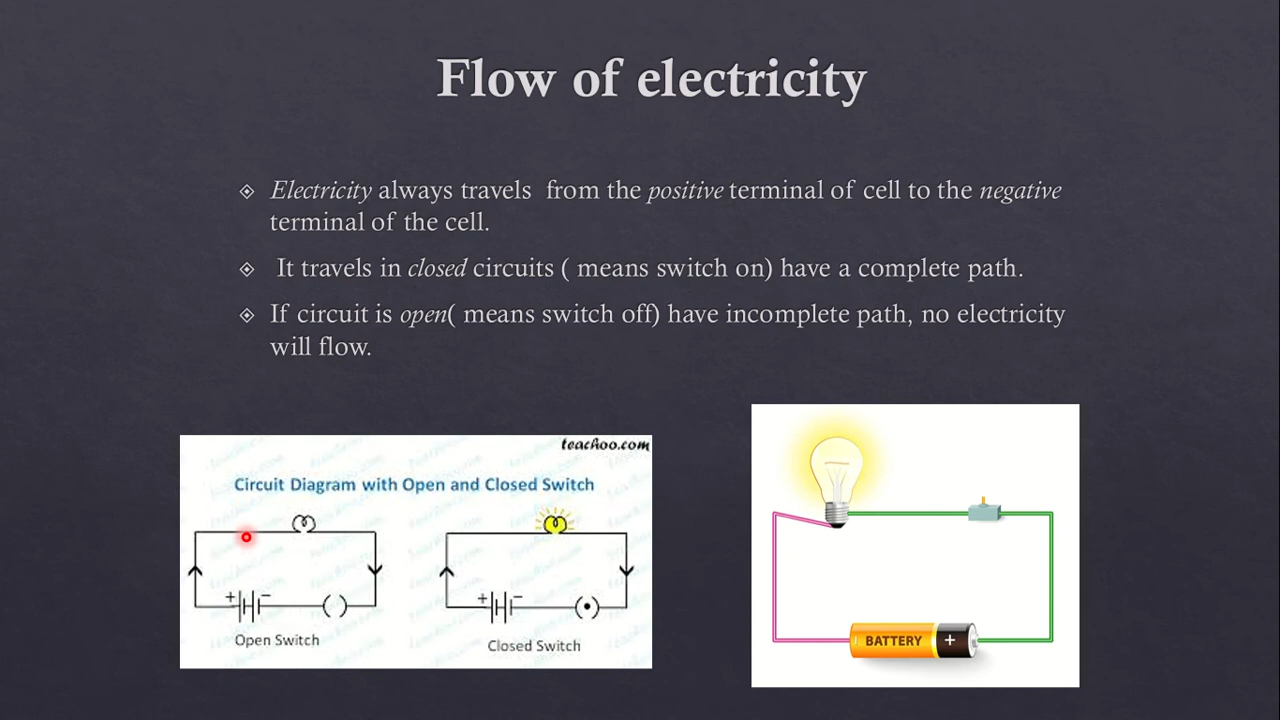 Flow of electricity
Electricity always travels  from the positive terminal of cell to the negative
terminal of the cell.
It travels in closed circuits ( means switch on) have a complete path.
If circuit is open( means switch off) have incomplete path, no electricity
will flow.
teachoo.com
Circuit Diagram with Open and Closed Switch
+ −
+ −
Open Switch
Closed Switch
BATTERY +